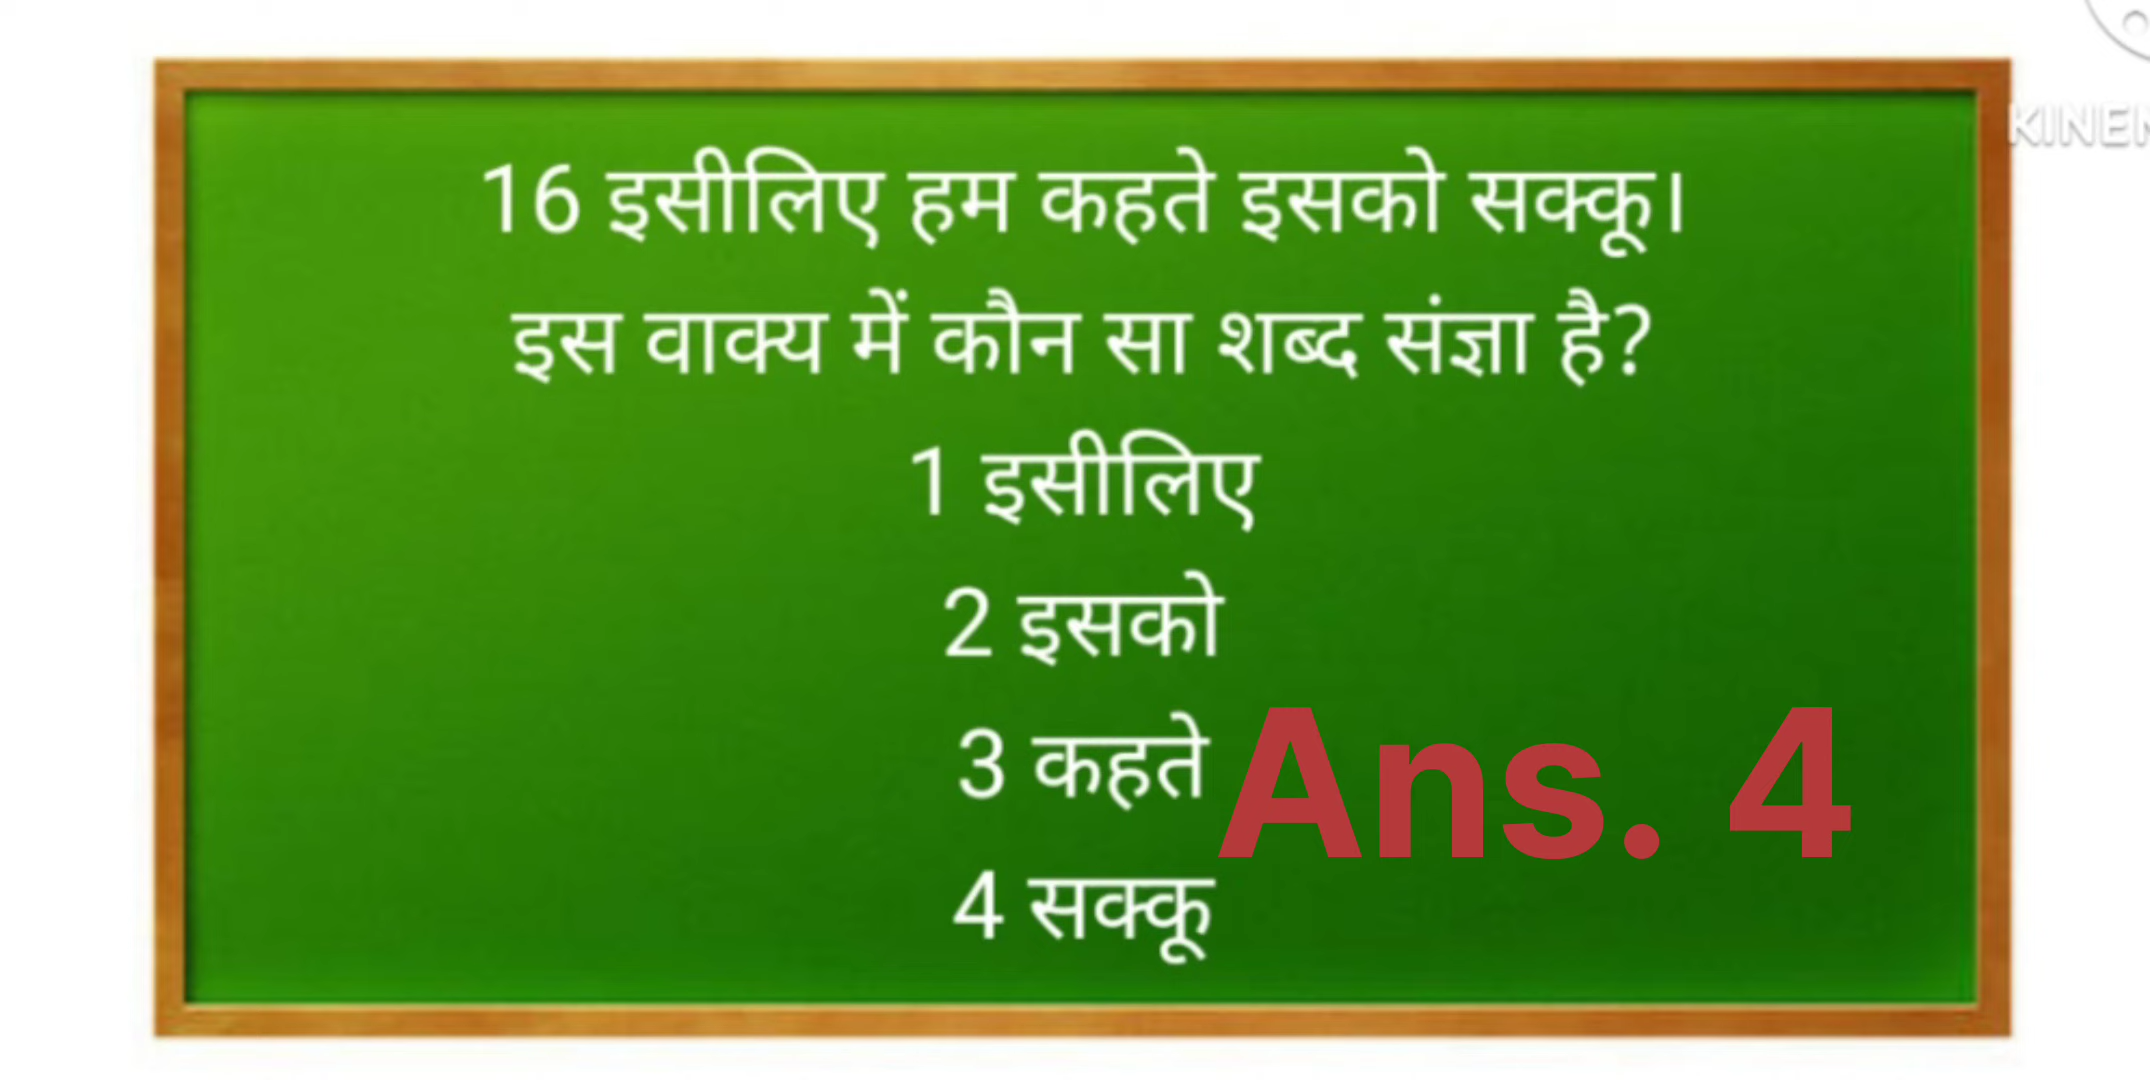 16 इसीलिए हम कहते इसको सक्कू।
इस वाक्य में कौन सा शब्द संज्ञा है?
1 इसीलिए
2 इसको
3 कहते
Ans. 4
4 सक्कू